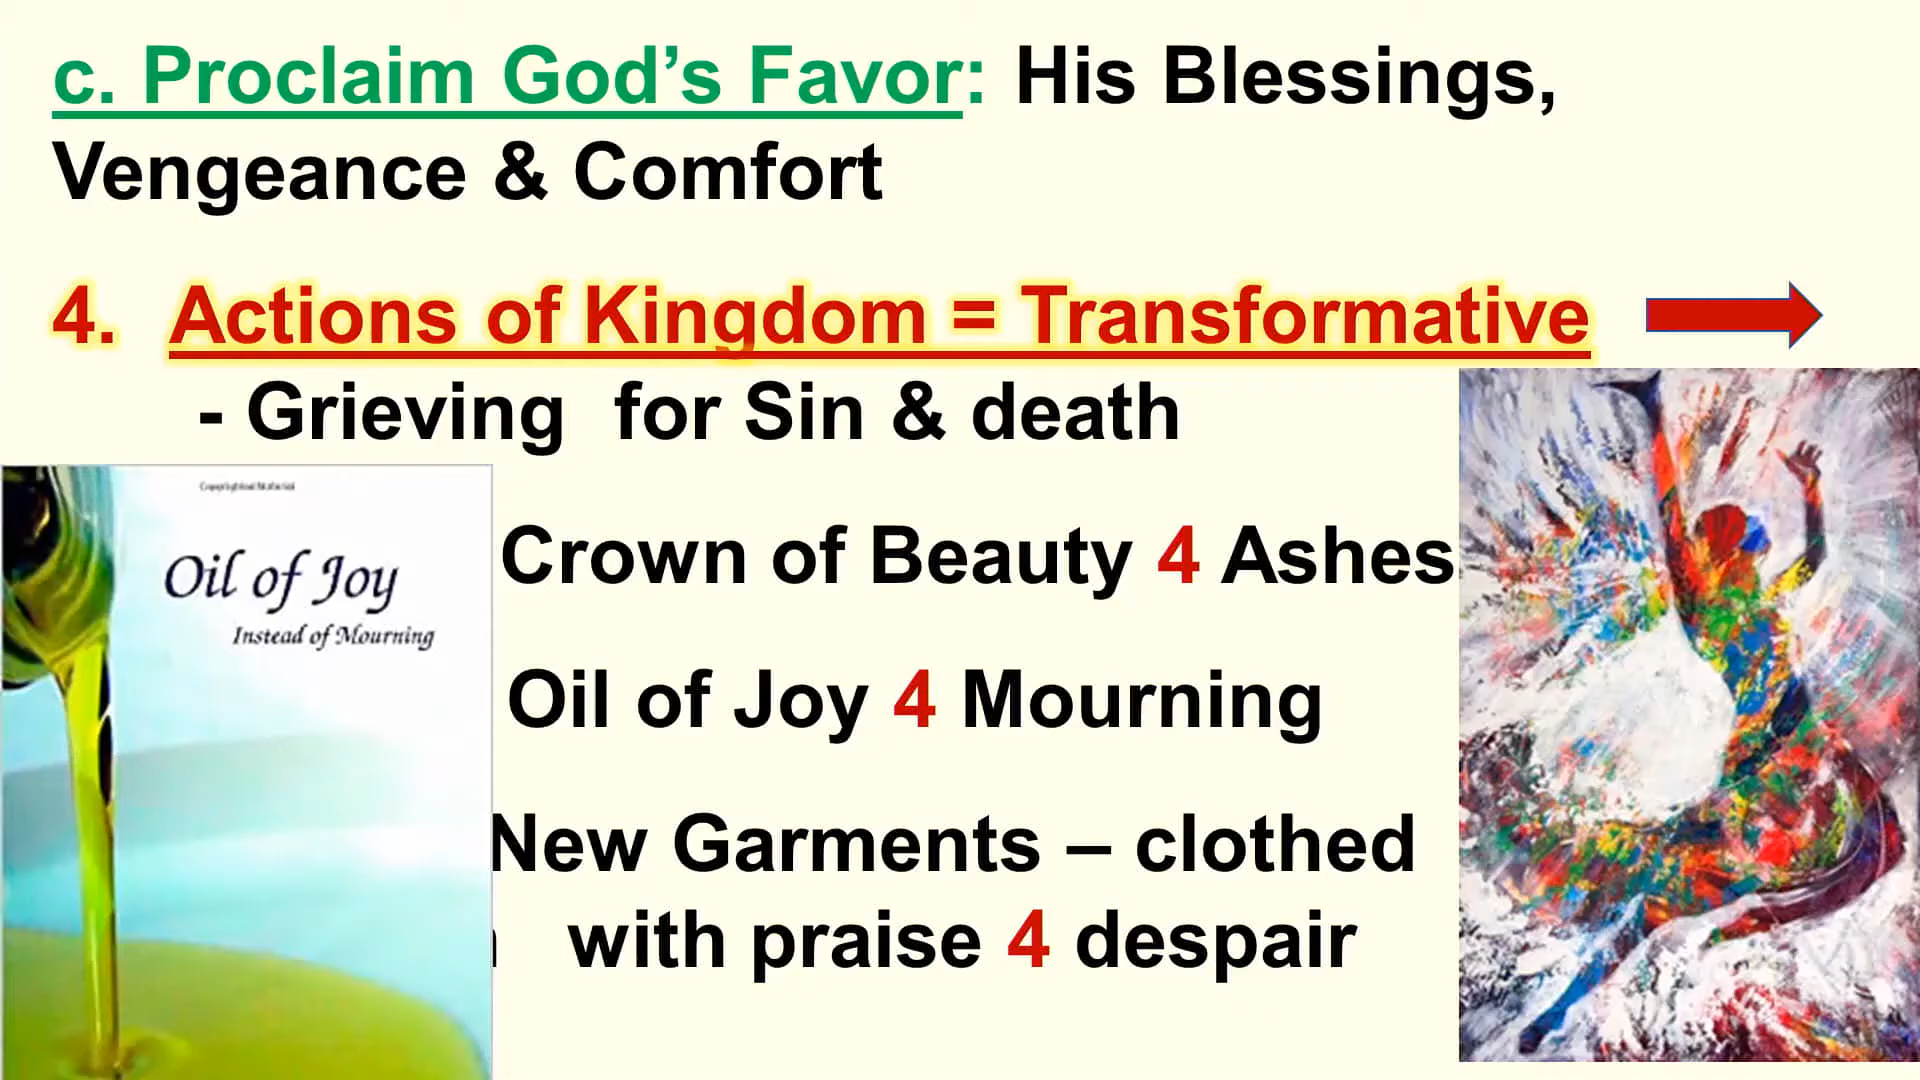 c. Proclaim God’s Favor: His Blessings,
Vengeance & Comfort
4. Actions of Kingdom = Transformative
- Grieving for Sin & death
Copyrighted Material
Oil of Joy
Instead of Mourning
Crown of Beauty 4 Ashes
Oil of Joy 4 Mourning
New Garments – clothed
with praise 4 despair